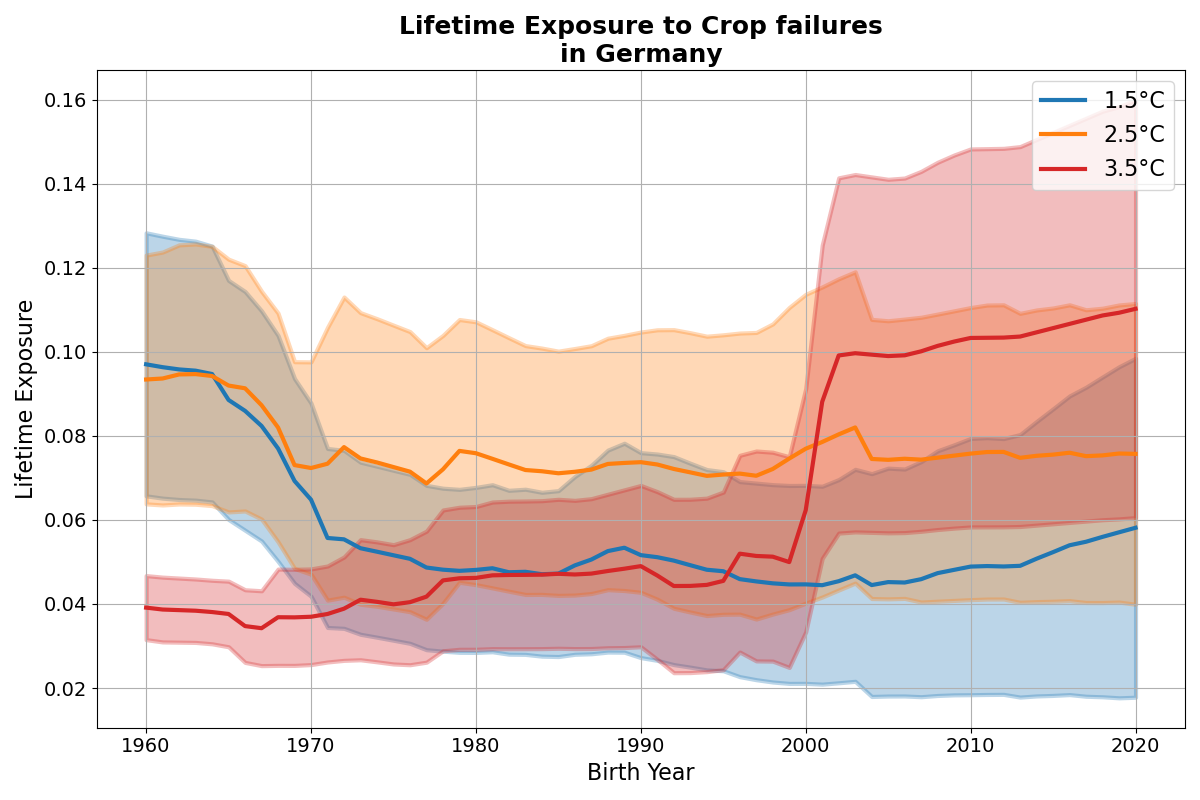 Lifetime Exposure to Crop failures
in Germany
Lifetime Exposure
0.16
0.14
0.12
0.10
0.08
0.06
0.04
0.02
1.5°C
2.5°C
3.5°C
1960 1970 1980 1990 2000 2010 2020
Birth Year